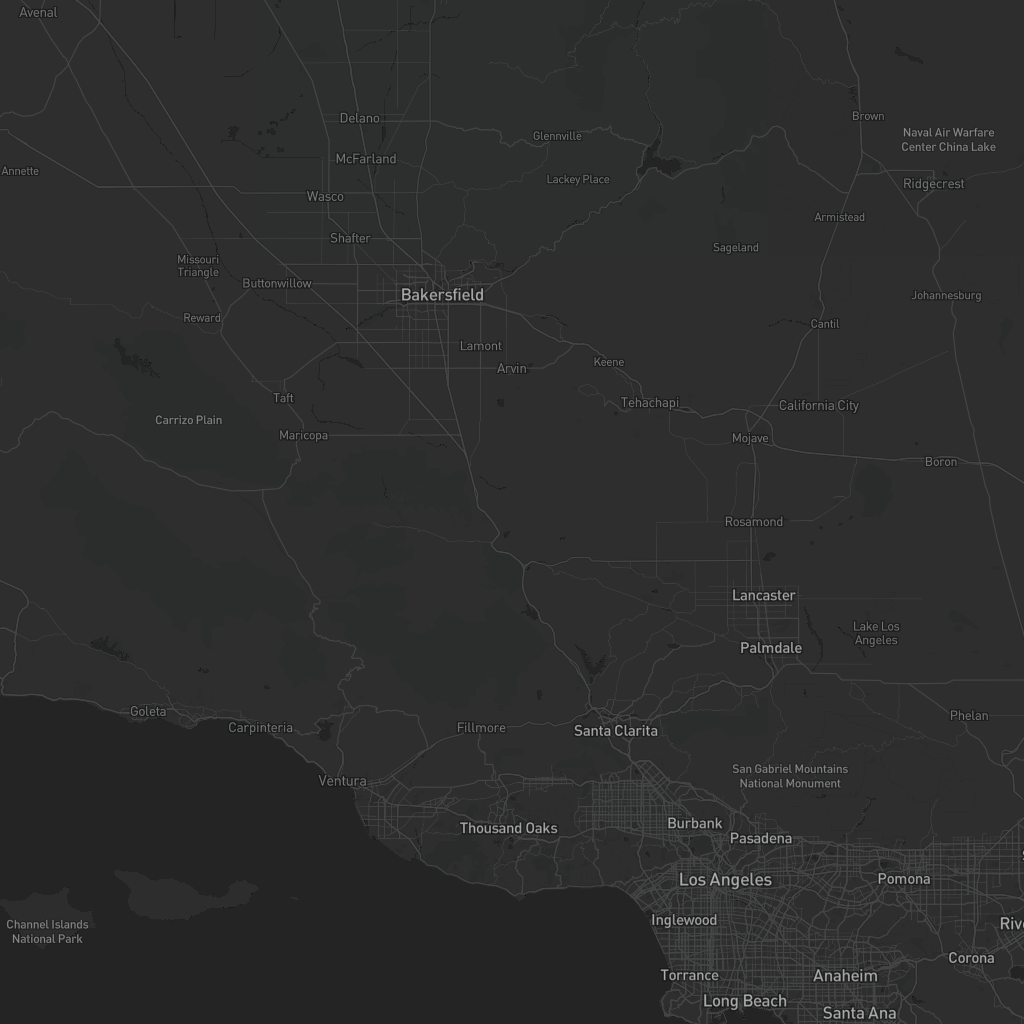 Avenal
Brown
Delano
Glennville
Naval Air Warfare
Center China Lake
McFarland
Annette
Lackey Place
Ridgecrest
Wasco
Armistead
Shafter
Sageland
Missouri
Triangle
Buttonwillow
Bakersfield
Johannesburg
Reward
Cantil
Lamont
Arvin
Keene
Taft
Tehachapi
California City
Carrizo Plain
Maricopa
Mojave
Boron
Rosamond
Lancaster
Lake Los
Angeles
Palmdale
Goleta
Carpinteria
Fillmore
Santa Clarita
Phelan
San Gabriel Mountains
National Monument
Ventura
Thousand Oaks
Burbank
Pasadena
Los Angeles
Pomona
Channel Islands
National Park
Inglewood
Rive
Corona
Torrance
Anaheim
Long Beach
Santa Ana